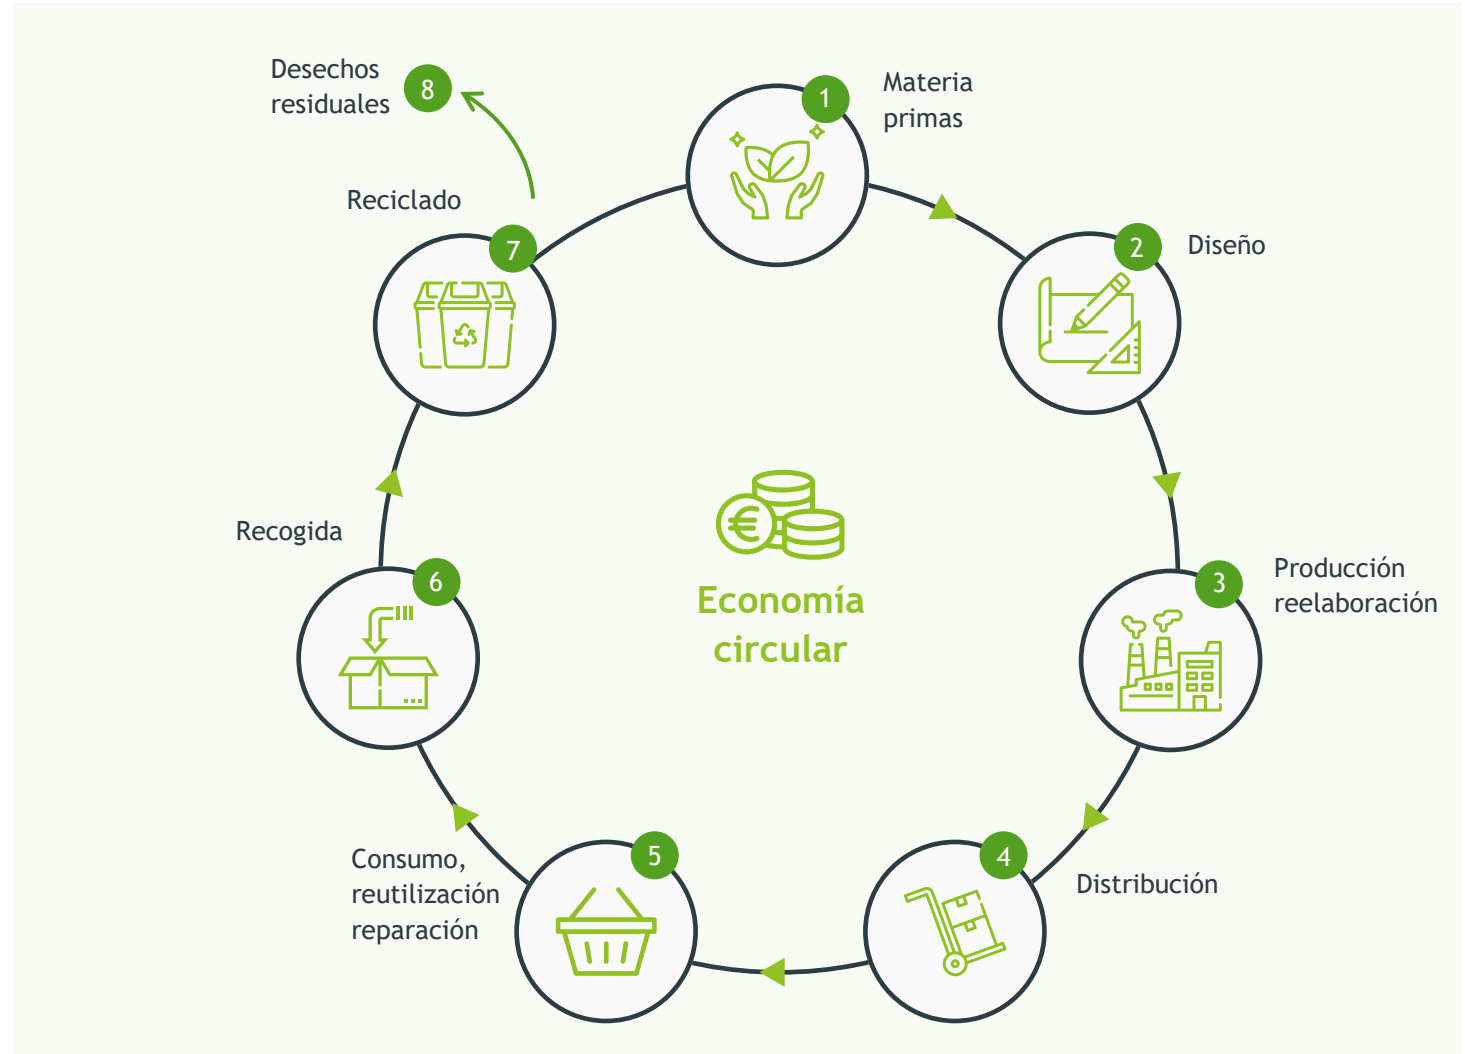 Desechos
residuales
8
1
Materia
primas
Reciclado
7
2
Diseño
Recogida
6
3
Producción
reelaboración
Economía
circular
5
Consumo,
reutilización
reparación
4
Distribución